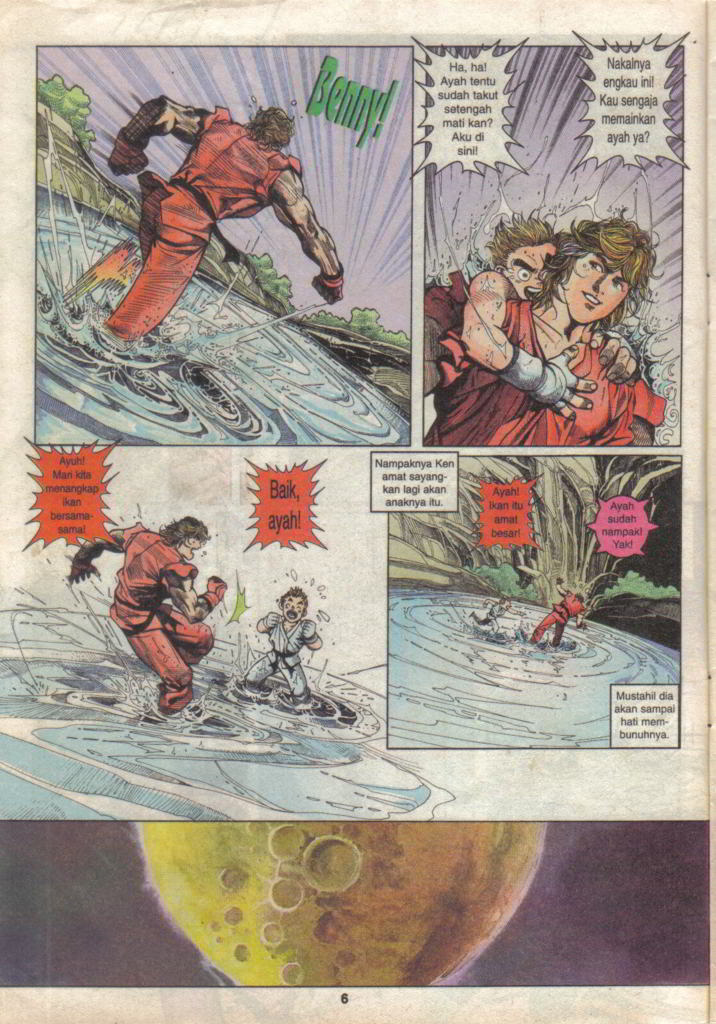 Benny!
Ha, ha!
Ayah tentu
sudah takut
setengah
mati kan?
Aku di
sini!
Nakalnya
engkau ini!
Kau sengaja
memainkan
ayah ya?
Ayuh!
Mari kita
menangkap
ikan
bersama-
sama!
Baik,
ayah!
Nampaknya Ken
amat sayang-
kan lagi akan
anaknya itu.
Ayah!
Ikan itu
amat
besar!
Ayah
sudah
nampak!
Yak!
Mustahil dia
akan sampai
hati mem-
bunuhnya.
6